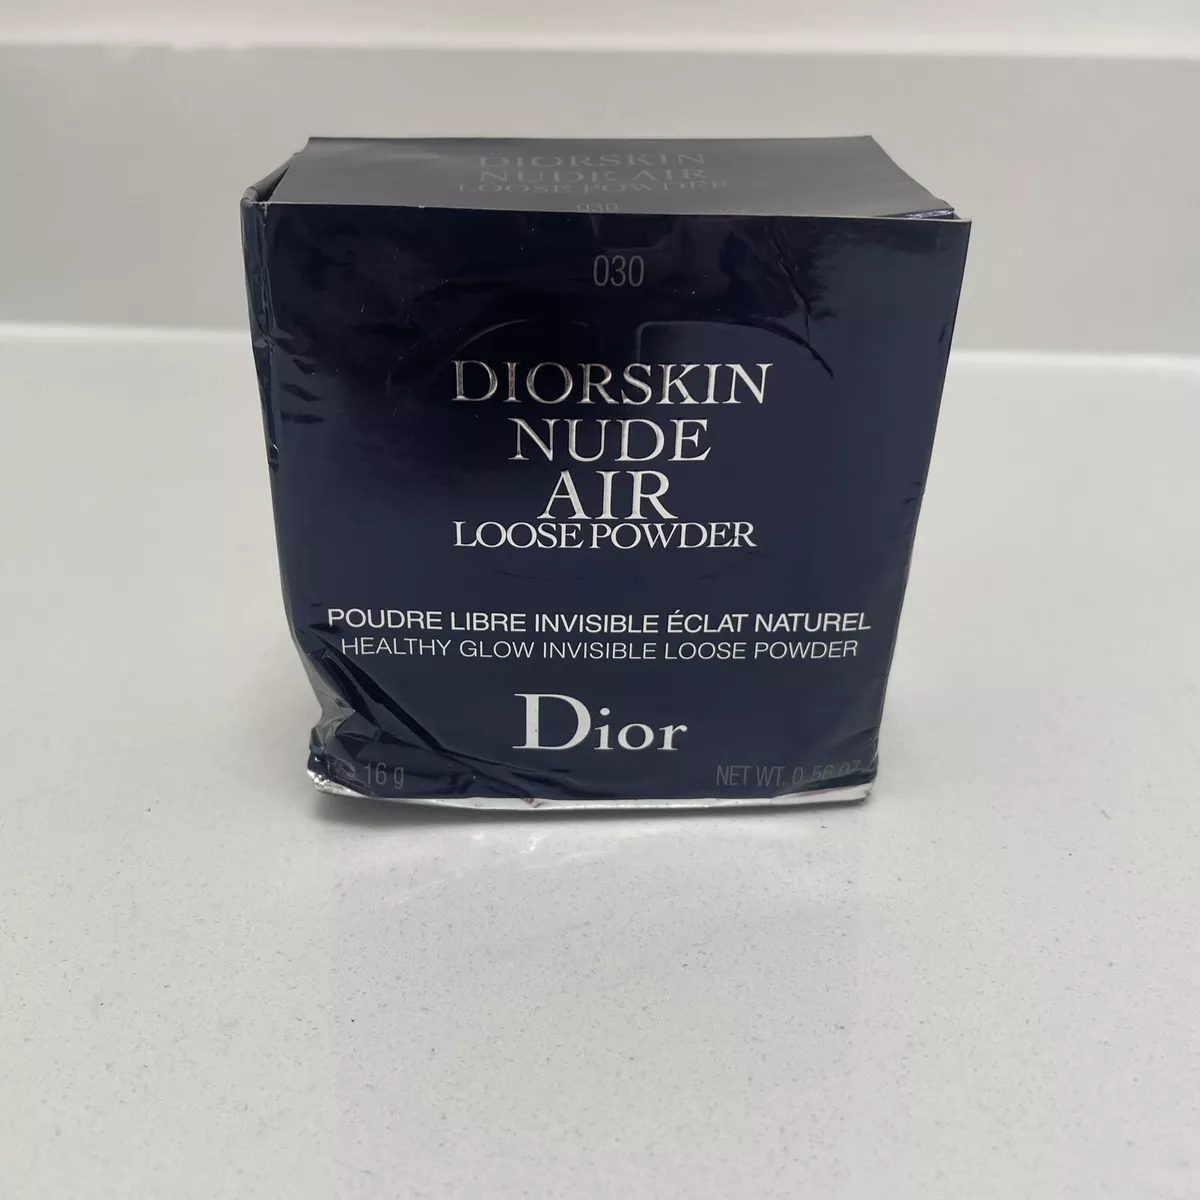 DIORSKIN
NUDE AIR
LOOSE POWDER
030
030
DIORSKIN
NUDE
AIR
LOOSE POWDER
POUDRE LIBRE INVISIBLE ÉCLAT NATUREL
HEALTHY GLOW INVISIBLE LOOSE POWDER
Dior
16 g
NET WT. 0.56 OZ